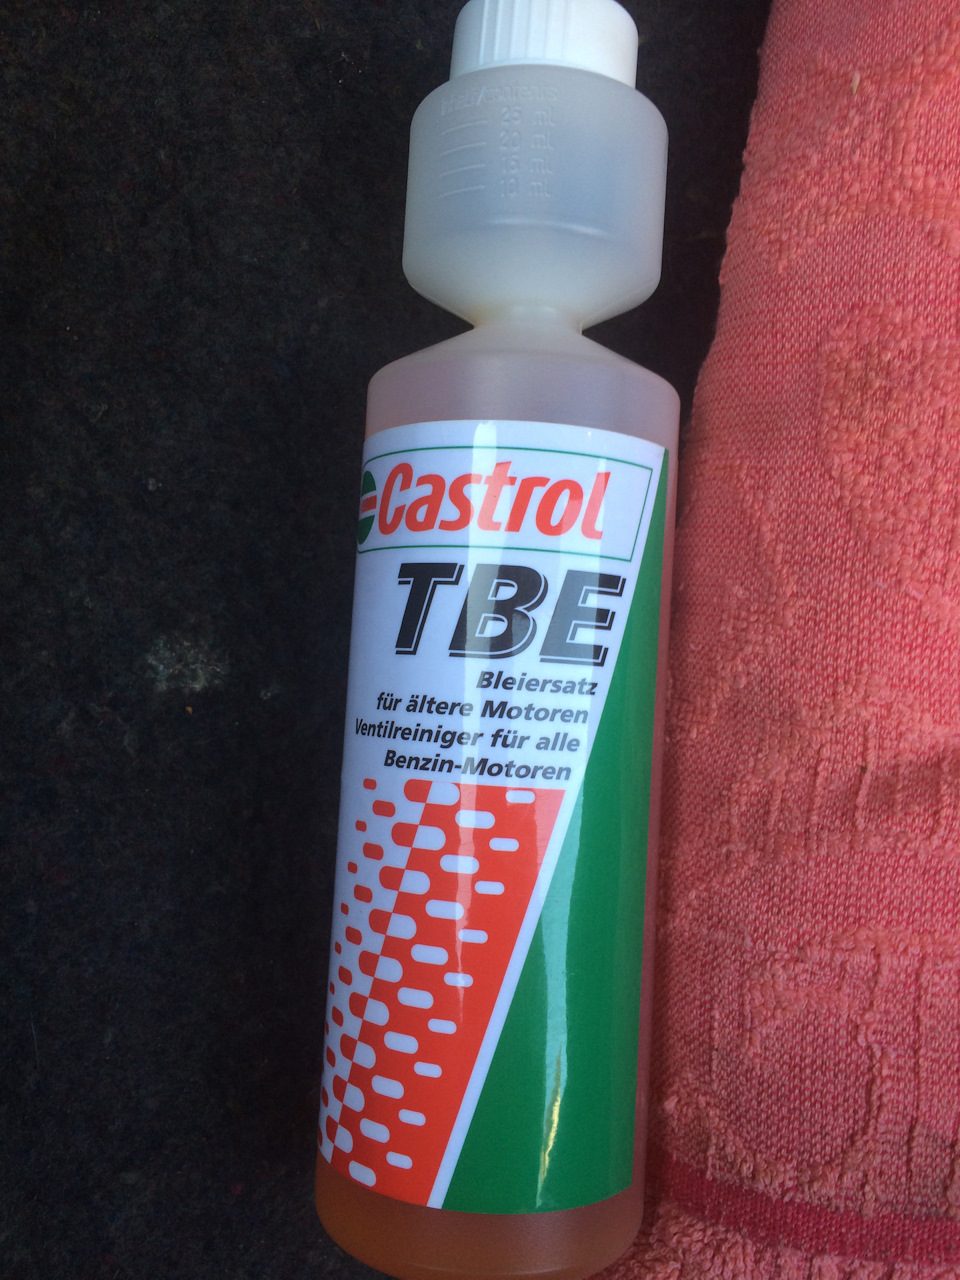 25 ml
20 ml
15 ml
10 ml
Castrol
TBE
Bleiersatz
für ältere Motoren
Ventilreiniger für alle
Benzin-Motoren